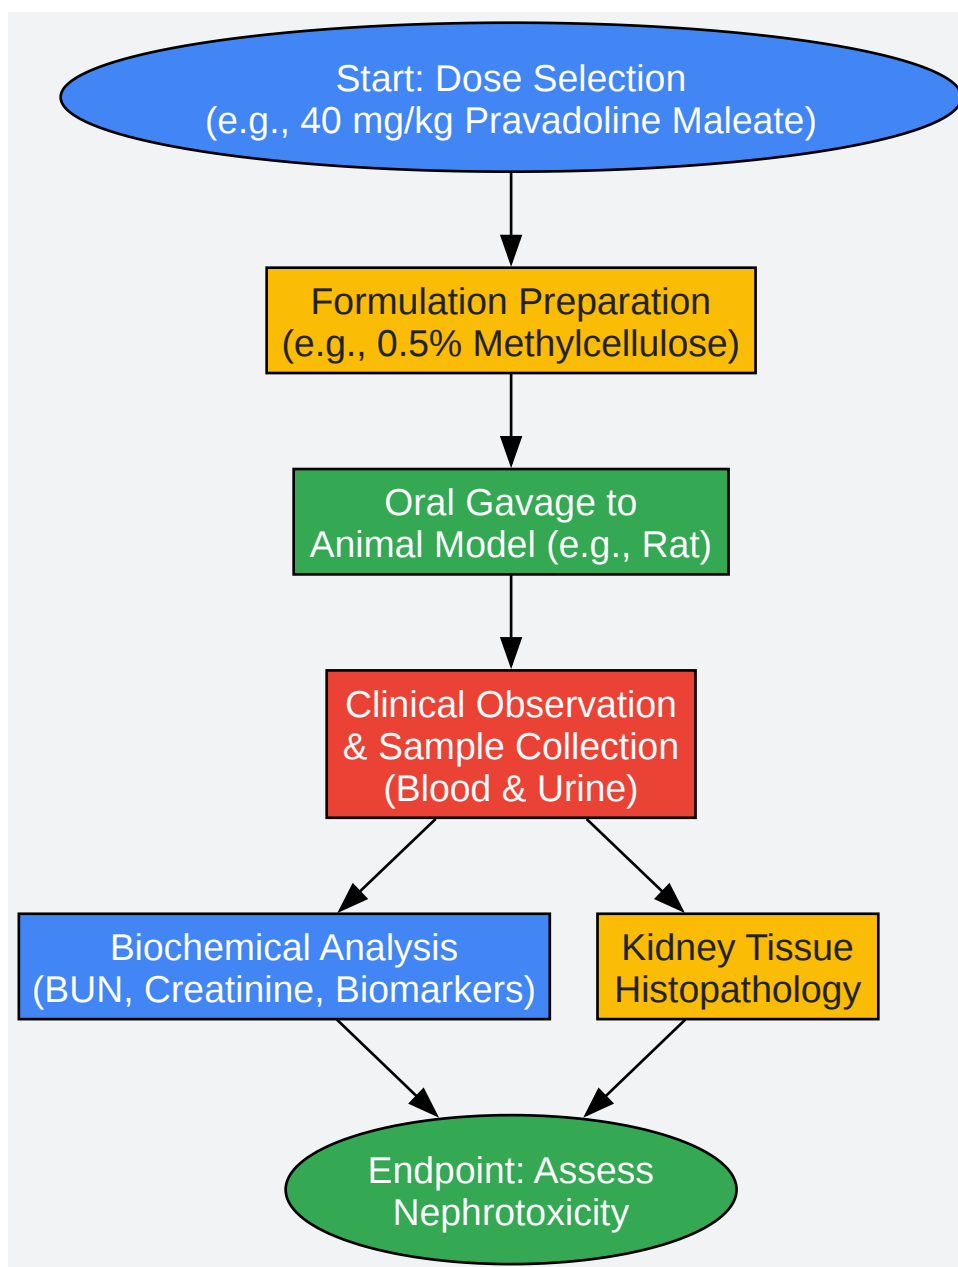 Start: Dose Selection
(e.g., 40 mg/kg Pravadoline Maleate)
Formulation Preparation
(e.g., 0.5% Methylcellulose)
Oral Gavage to
Animal Model (e.g., Rat)
Clinical Observation
& Sample Collection
(Blood & Urine)
Biochemical Analysis
(BUN, Creatinine, Biomarkers)
Kidney Tissue
Histopathology
Endpoint: Assess
Nephrotoxicity